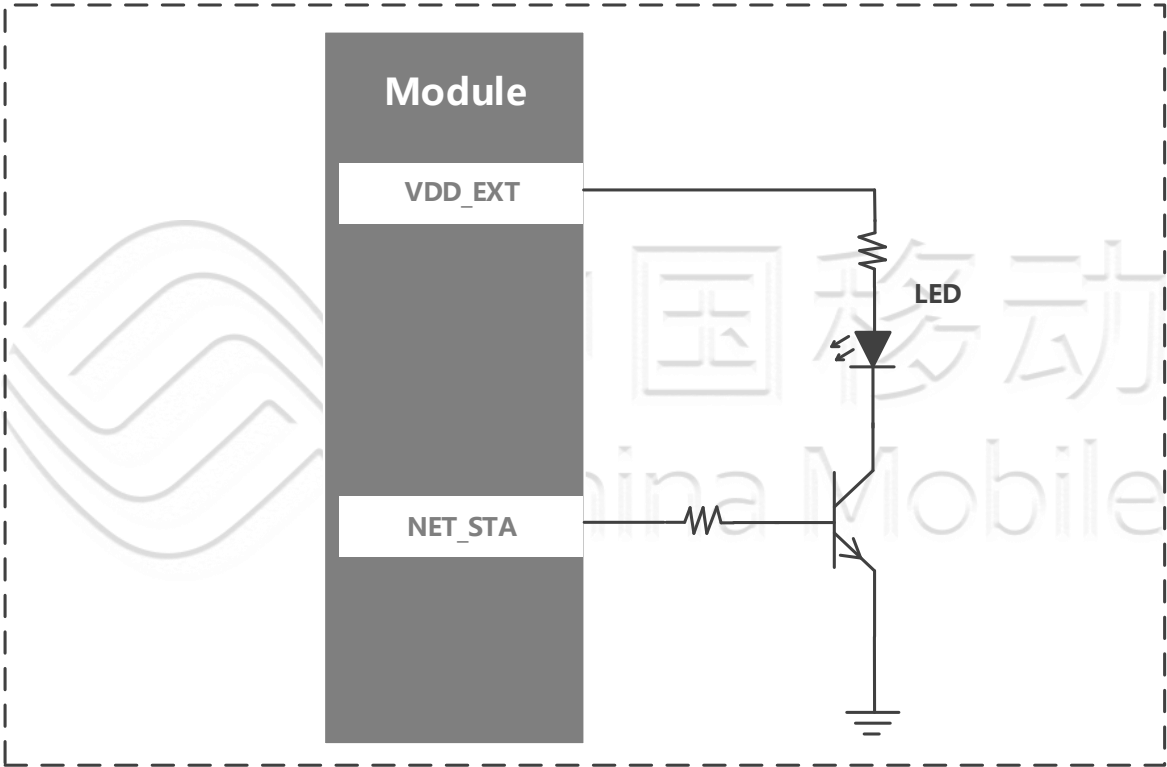 Module
VDD_EXT
中国移动
LED
China Mobile
NET_STA